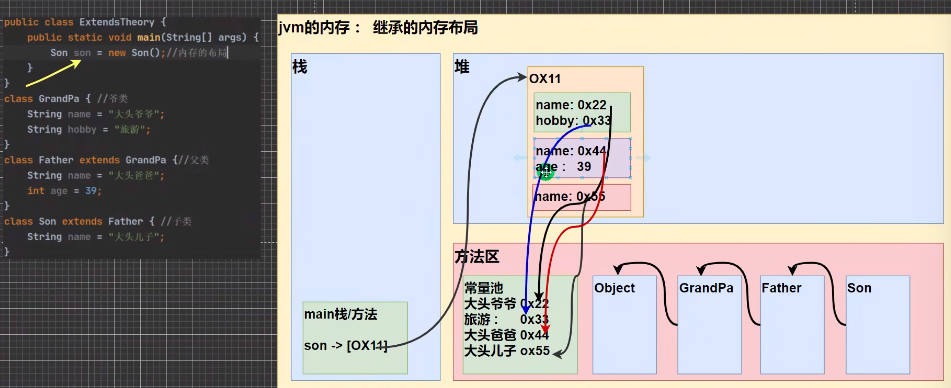 public class ExtendsTheory {
public static void main(String[] args) {
Son son = new Son();//内存的布局
}
}
class GrandPa { //爷类
String name = "大头爷爷";
String hobby = "旅游";
}
class Father extends GrandPa {//父类
String name = "大头爸爸";
int age = 39;
}
class Son extends Father { //子类
String name = "大头儿子";
}
jvm的内存： 继承的内存布局
栈
main栈/方法
son -> [OX11]
堆
OX11
name: 0x22
hobby: 0x33
name: 0x44
age： 39
name: 0x55
方法区
常量池
大头爷爷 0x22
旅游： 0x33
大头爸爸 0x44
大头儿子 ox55
Object
GrandPa
Father
Son